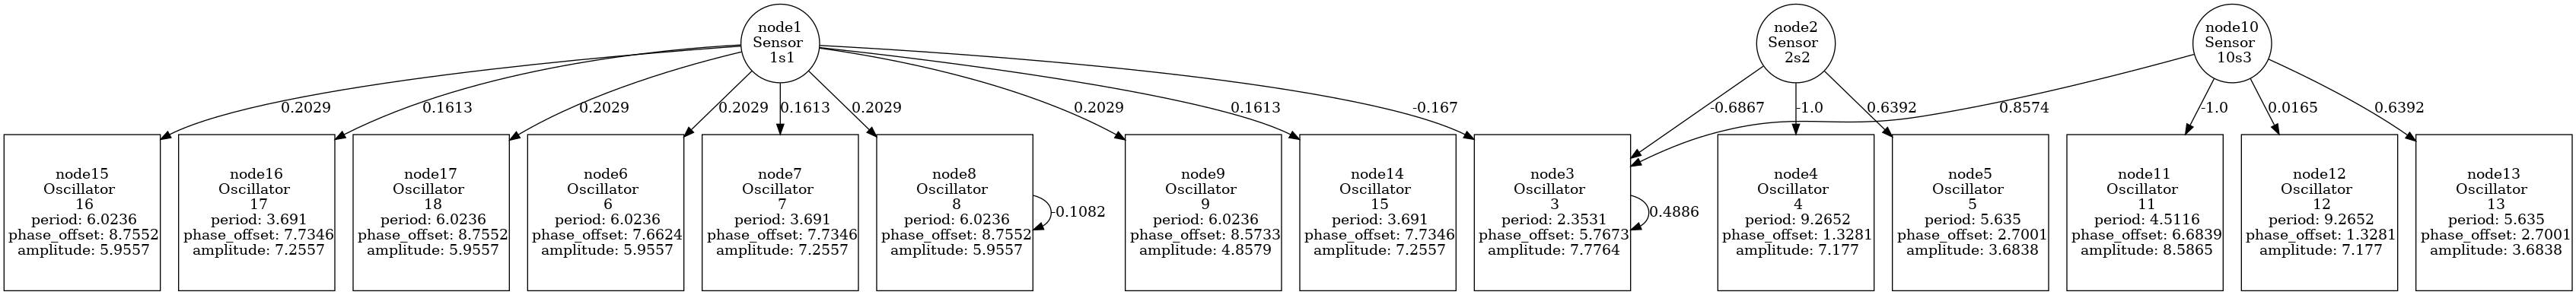 node1
Sensor
1s1
node2
Sensor
2s2
node10
Sensor
10s3
0.2029
0.1613
0.2029
0.2029
0.1613
0.2029
0.2029
0.1613
-0.167
-0.6867
-1.0
0.6392
0.8574
-1.0
0.0165
0.6392
node15
Oscillator
16
period: 6.0236
phase_offset: 8.7552
amplitude: 5.9557
node16
Oscillator
17
period: 3.691
phase_offset: 7.7346
amplitude: 7.2557
node17
Oscillator
18
period: 6.0236
phase_offset: 8.7552
amplitude: 5.9557
node6
Oscillator
6
period: 6.0236
phase_offset: 7.6624
amplitude: 5.9557
node7
Oscillator
7
period: 3.691
phase_offset: 7.7346
amplitude: 7.2557
node8
Oscillator
8
period: 6.0236
phase_offset: 8.7552
amplitude: 5.9557
-0.1082
node9
Oscillator
9
period: 6.0236
phase_offset: 8.5733
amplitude: 4.8579
node14
Oscillator
15
period: 3.691
phase_offset: 7.7346
amplitude: 7.2557
node3
Oscillator
3
period: 2.3531
phase_offset: 5.7673
amplitude: 7.7764
0.4886
node4
Oscillator
4
period: 9.2652
phase_offset: 1.3281
amplitude: 7.177
node5
Oscillator
5
period: 5.635
phase_offset: 2.7001
amplitude: 3.6838
node11
Oscillator
11
period: 4.5116
phase_offset: 6.6839
amplitude: 8.5865
node12
Oscillator
12
period: 9.2652
phase_offset: 1.3281
amplitude: 7.177
node13
Oscillator
13
period: 5.635
phase_offset: 2.7001
amplitude: 3.6838